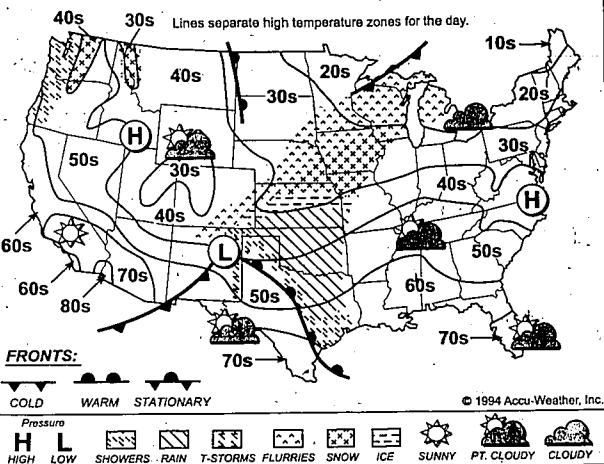 Lines separate high temperature zones for the day.
40s
30s
10s
40s
20s
30s
20s
30s
H
50s
30s
40s
40s
H
60s
L
50s
60s
80s
70s
50s
60s
70s
70s
FRONTS:
COLD WARM STATIONARY
© 1994 Accu-Weather, Inc.
Pressure
H L
HIGH LOW SHOWERS RAIN T-STORMS FLURRIES SNOW ICE SUNNY PT. CLOUDY CLOUDY